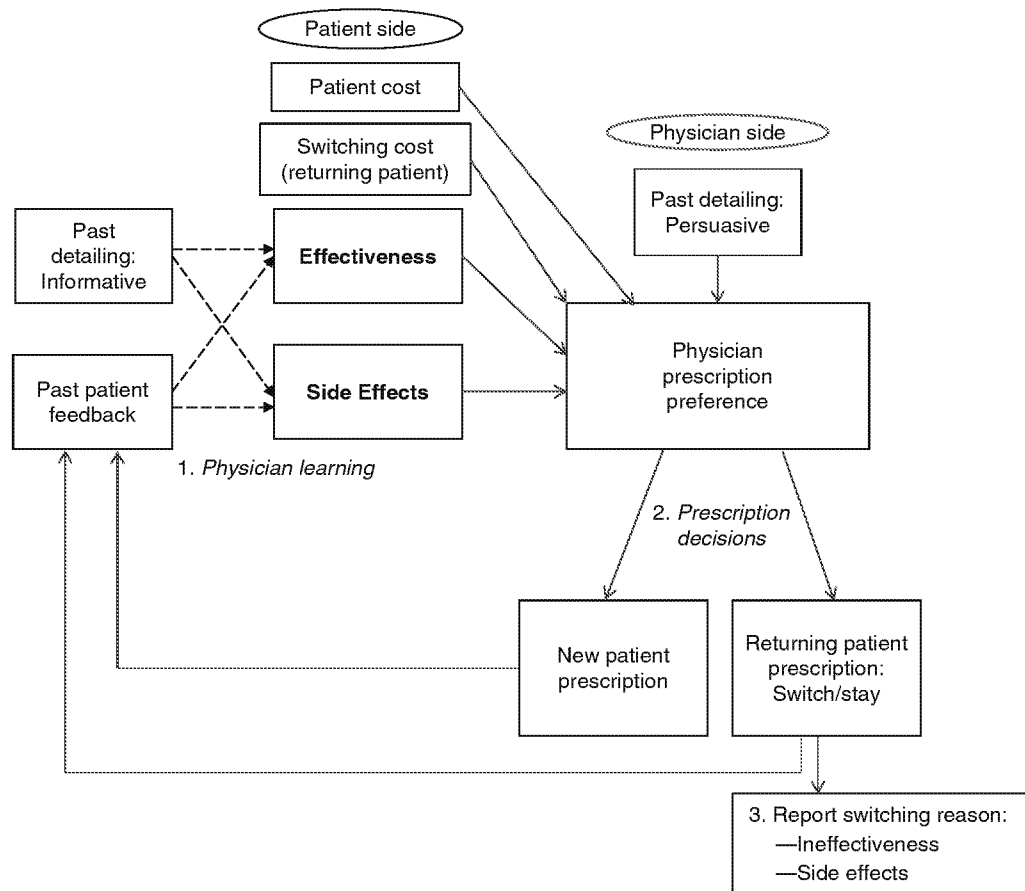 Patient side
Patient cost
Switching cost
(returning patient)
Physician side
Past detailing:
Persuasive
Past
detailing:
Informative
Effectiveness
Physician
prescription
preference
Past patient
feedback
Side Effects
1. Physician learning
2. Prescription
decisions
New patient
prescription
Returning patient
prescription:
Switch/stay
3. Report switching reason:
—Ineffectiveness
—Side effects